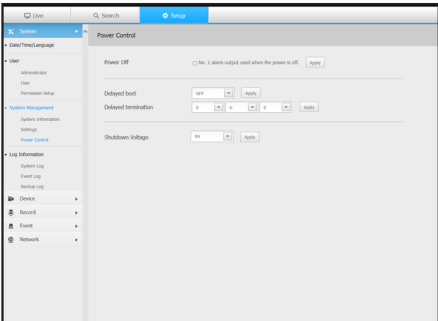 Live
Search
Setup
System
Power Control
Date/Time/Language
User
Administrator
User
Permission Setup
System Management
System Information
Settings
Power Control
Log Information
System Log
Event Log
Backup Log
Device
Record
Event
Network
Power Off
No. 1 alarm output used when the power is off.
Apply
Delayed boot
OFF
Apply
Delayed termination
0
0
0
Apply
Shutdown Voltage
9V
Apply